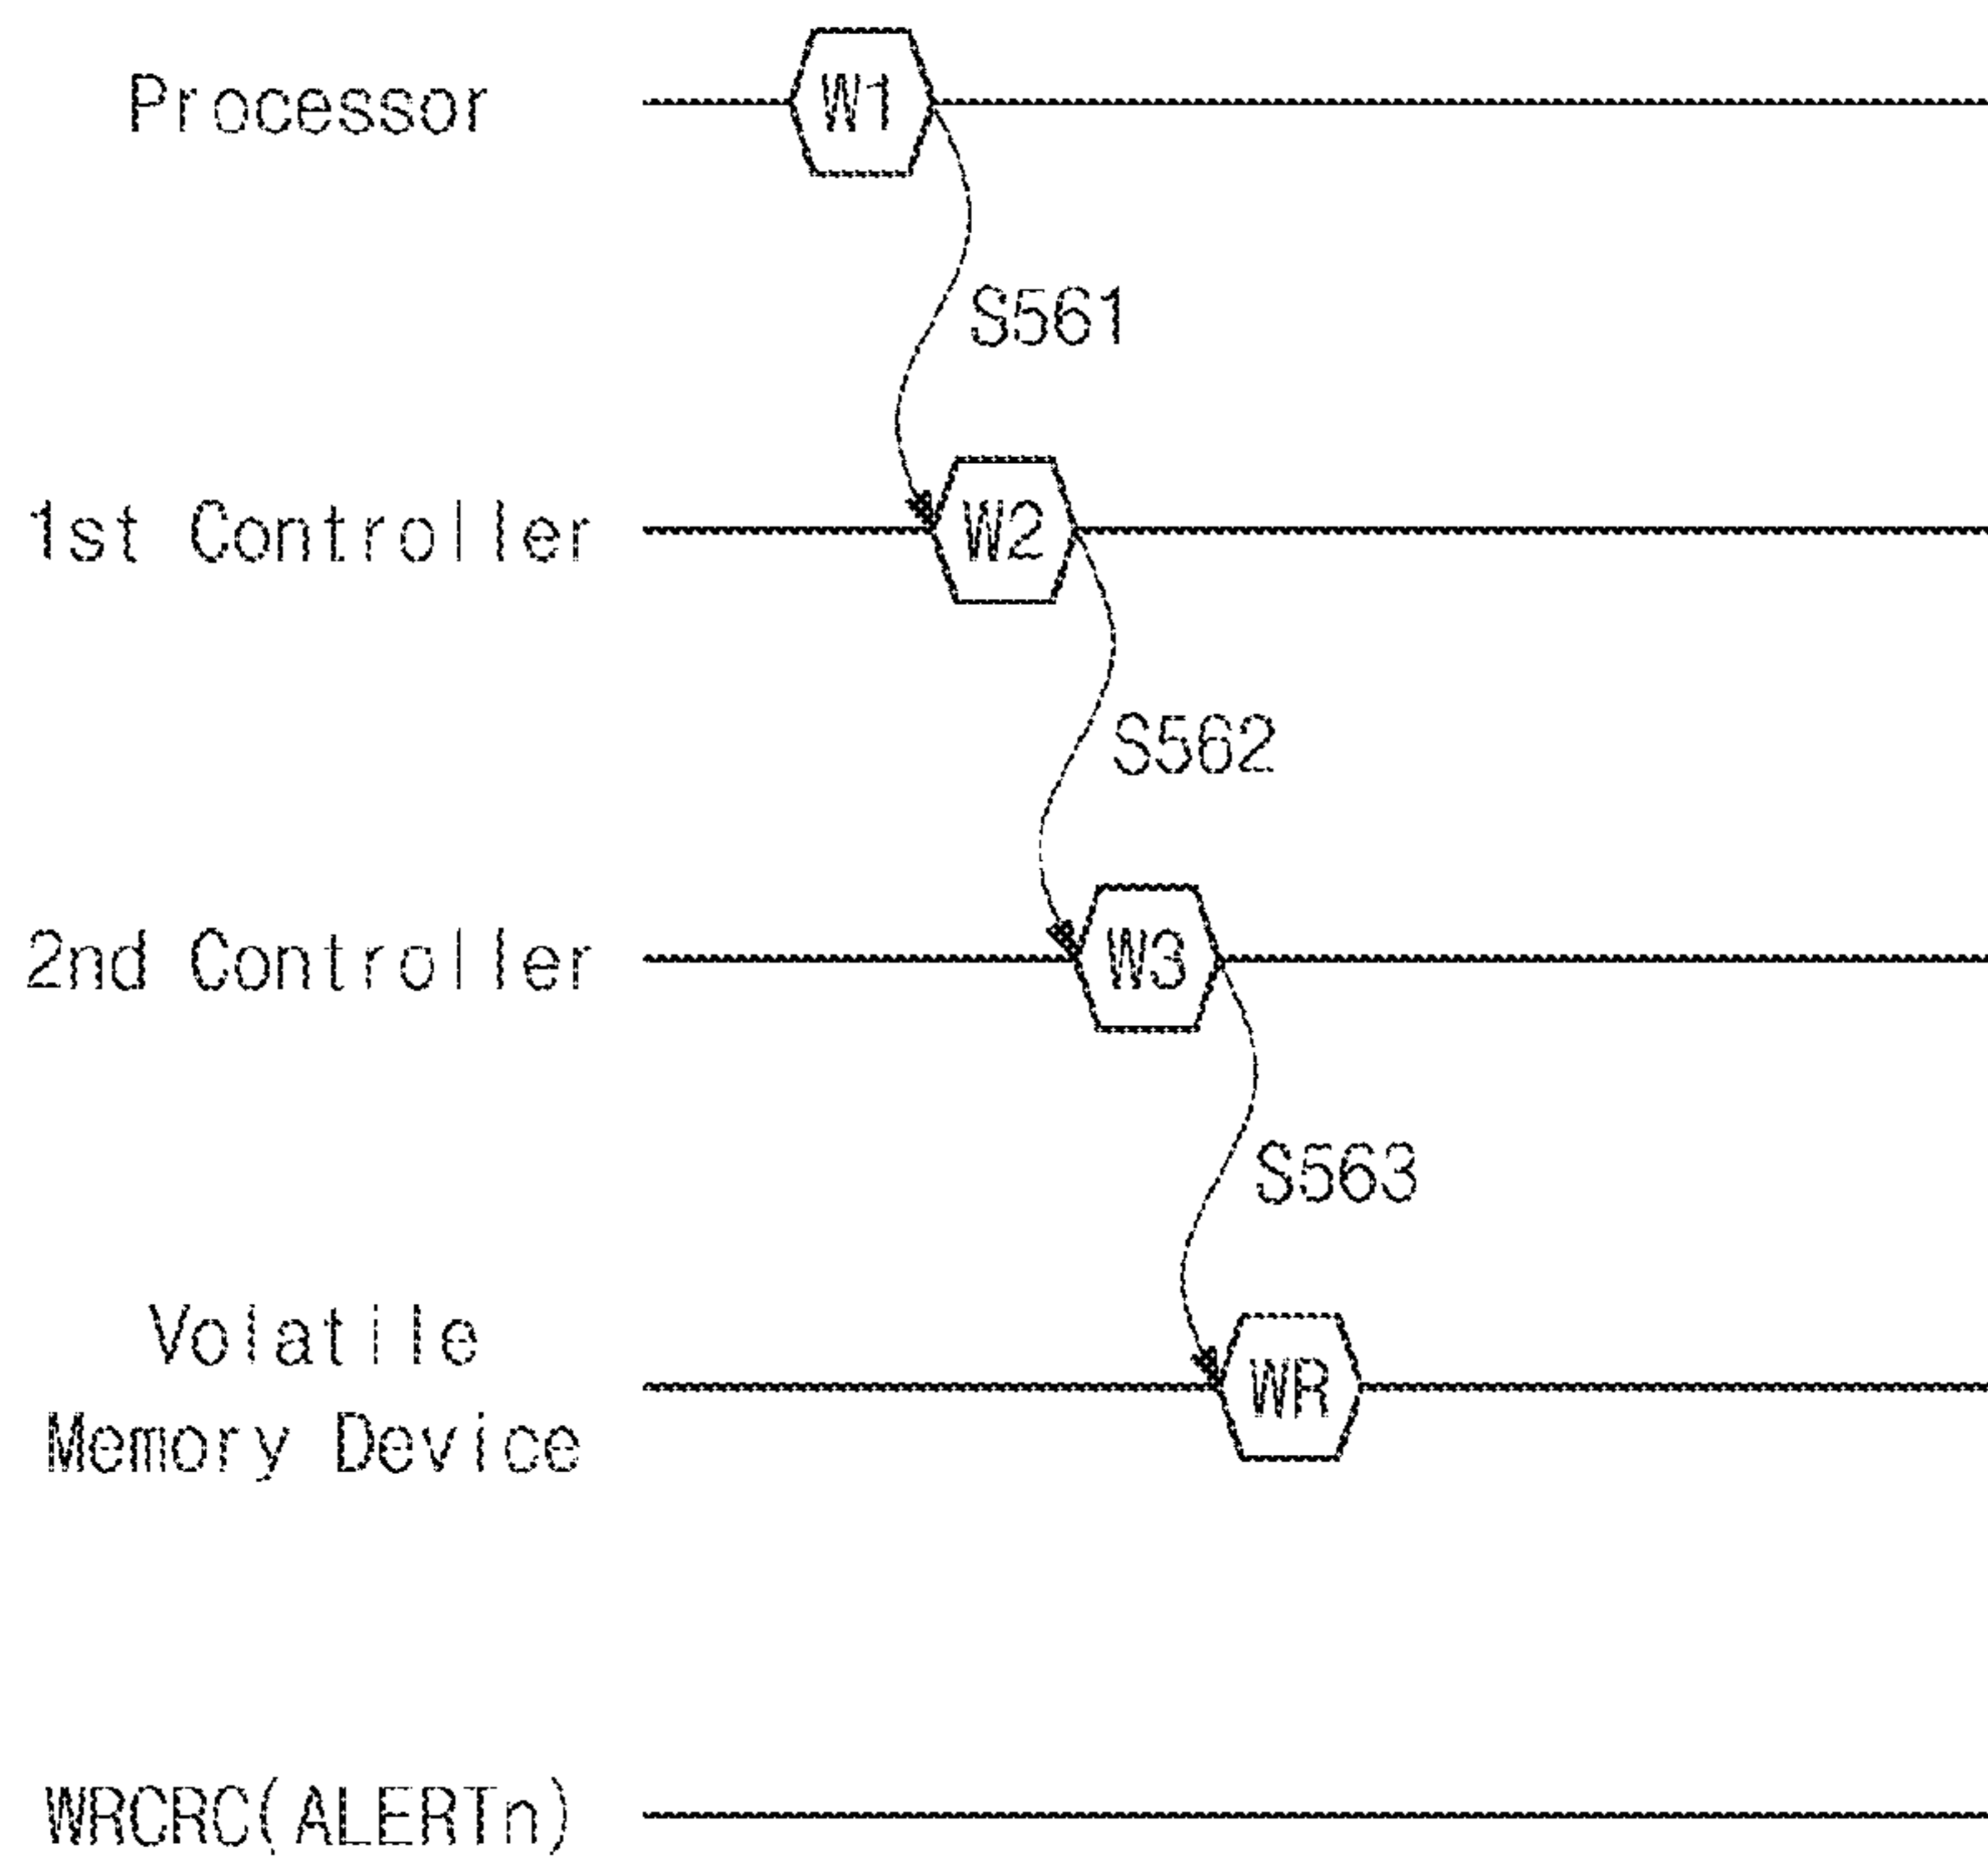 Processor
W1
S561
1st Controller
W2
S562
2nd Controller
W3
S563
Volatile
Memory Device
WR
WRCRC(ALERTn)